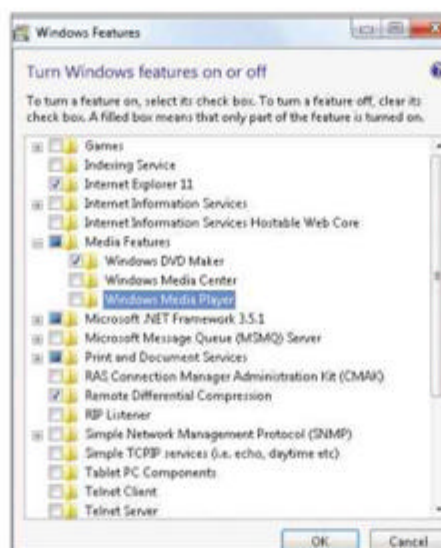 Windows Features
Turn Windows features on or off
To turn a feature on, select its check box. To turn a feature off, clear its
check box. A filled box means that only part of the feature is turned on.
Games
Indexing Service
Internet Explorer 11
Internet Information Services
Internet Information Services Hostable Web Core
Media Features
Windows DVD Maker
Windows Media Center
Windows Media Player
Microsoft .NET Framework 3.5.1
Microsoft Message Queue (MSMQ) Server
Print and Document Services
RAS Connection Manager Administration Kit (CMAK)
Remote Differential Compression
RIP Listener
Simple Network Management Protocol (SNMP)
Simple TCPIP services (i.e. echo, daytime etc)
Tablet PC Components
Telnet Client
Telnet Server
OK Cancel